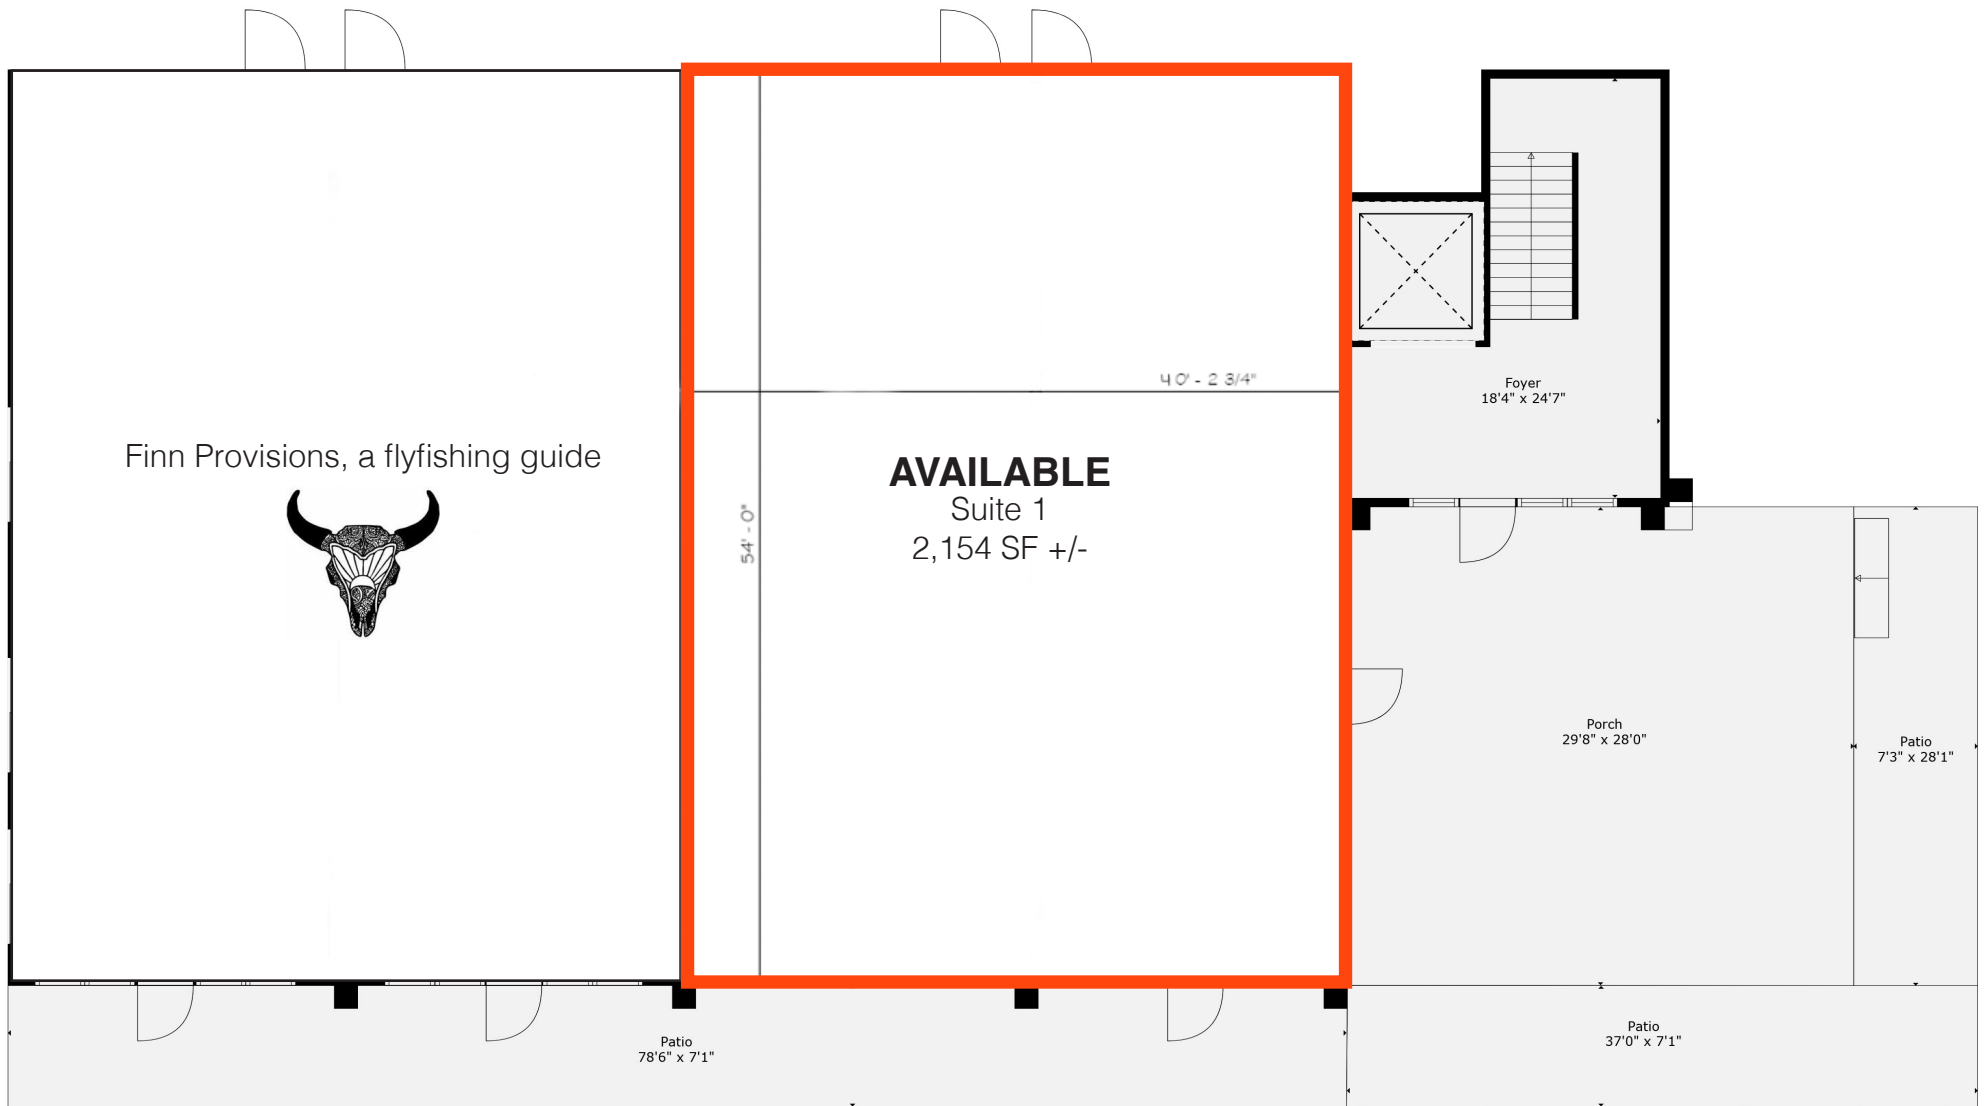 40' - 2 3/4"
Foyer
18'4" x 24'7"
Finn Provisions, a flyfishing guide
AVAILABLE
Suite 1
2,154 SF +/-
54' - 0"
Porch
29'8" x 28'0"
Patio
7'3" x 28'1"
Patio
78'6" x 7'1"
Patio
37'0" x 7'1"